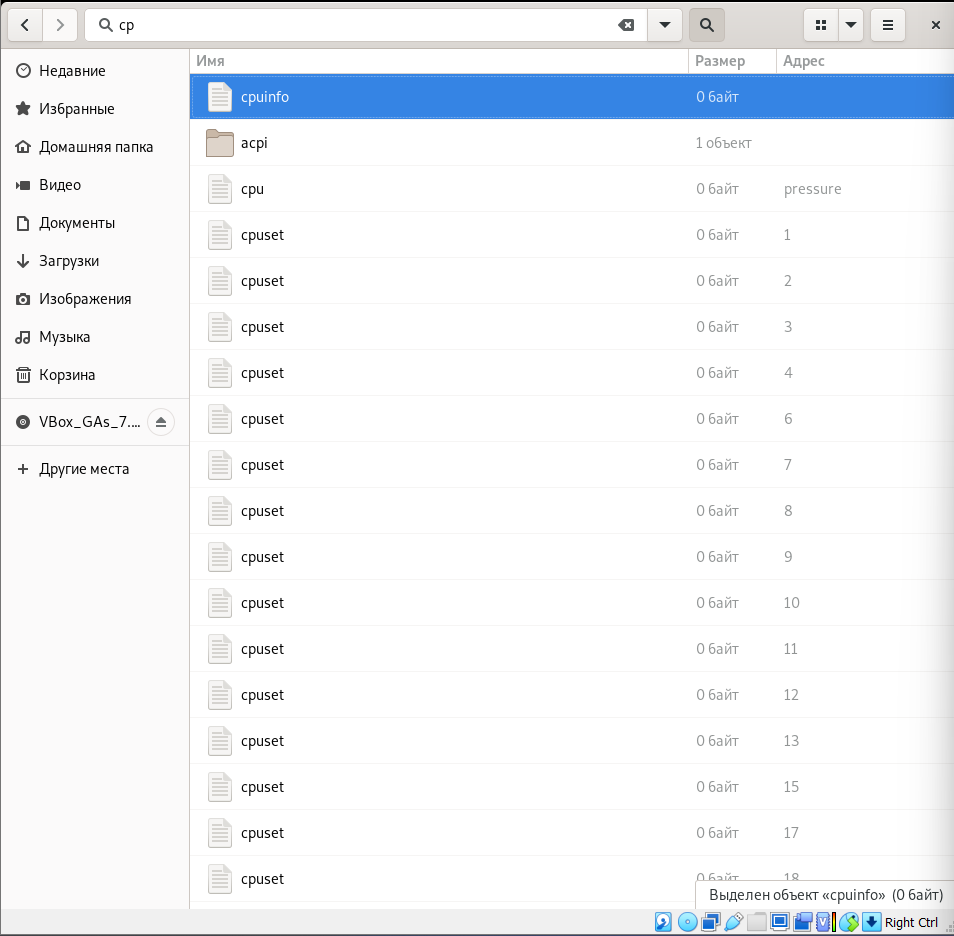 cp
Недавние
Избранные
Домашняя папка
Видео
Документы
Загрузки
Изображения
Музыка
Корзина
VBox_GAs_7....
Другие места
Имя Размер Адрес
cpuinfo 0 байт
acpi 1 объект
cpu 0 байт pressure
cpuset 0 байт 1
cpuset 0 байт 2
cpuset 0 байт 3
cpuset 0 байт 4
cpuset 0 байт 6
cpuset 0 байт 7
cpuset 0 байт 8
cpuset 0 байт 9
cpuset 0 байт 10
cpuset 0 байт 11
cpuset 0 байт 12
cpuset 0 байт 13
cpuset 0 байт 15
cpuset 0 байт 17
cpuset 0 байт 18
Выделен объект «cpuinfo» (0 байт)
Right Ctrl